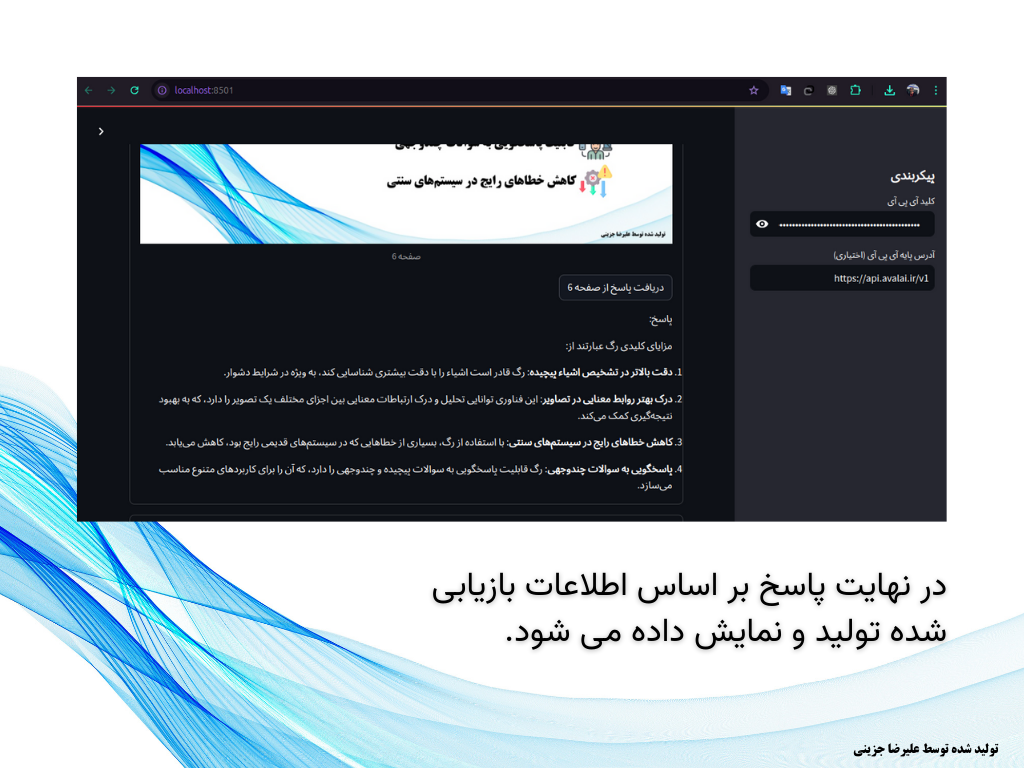 localhost:8501
قابلیت پاسخگویی به سوالات چندوجهی
کاهش خطاهای رایج در سیستم‌های سنتی
تولید شده توسط علیرضا جزینی
صفحه 6
دریافت پاسخ از صفحه 6
پاسخ:
مزایای کلیدی رگ عبارتند از:
1. دقت بالاتر در تشخیص اشیاء پیچیده: رگ قادر است اشیاء را با دقت بیشتری شناسایی کند، به ویژه در شرایط دشوار.
2. درک بهتر روابط معنایی در تصاویر: این فناوری توانایی تحلیل و درک ارتباطات معنایی بین اجزای مختلف یک تصویر را دارد، که به بهبود
نتیجه‌گیری کمک می‌کند.
3. کاهش خطاهای رایج در سیستم‌های سنتی: با استفاده از رگ، بسیاری از خطاهایی که در سیستم‌های قدیمی رایج بود، کاهش می‌یابد.
4. پاسخگویی به سوالات چندوجهی: رگ قابلیت پاسخگویی به سوالات پیچیده و چندوجهی را دارد، که آن را برای کاربردهای متنوع مناسب
می‌سازد.
پیکربندی
کلید آی پی آی
آدرس پایه آی پی آی (اختیاری)
https://api.avalai.ir/v1
در نهایت پاسخ بر اساس اطلاعات بازیابی
شده تولید و نمایش داده می شود.
تولید شده توسط علیرضا جزینی